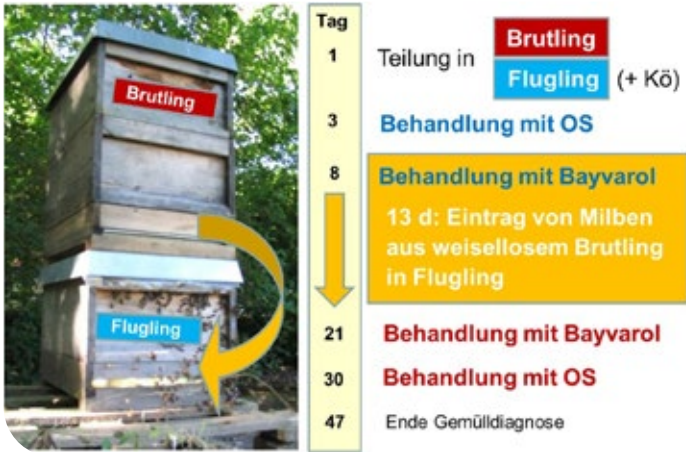 Tag
1
Teilung in
Brutling
Flugling (+ Kö)
3
Behandlung mit OS
8
Behandlung mit Bayvarol
13 d: Eintrag von Milben
aus weisellosem Brutling
in Flugling
21
Behandlung mit Bayvarol
30
Behandlung mit OS
47
Ende Gemülldiagnose
Brutling
Flugling